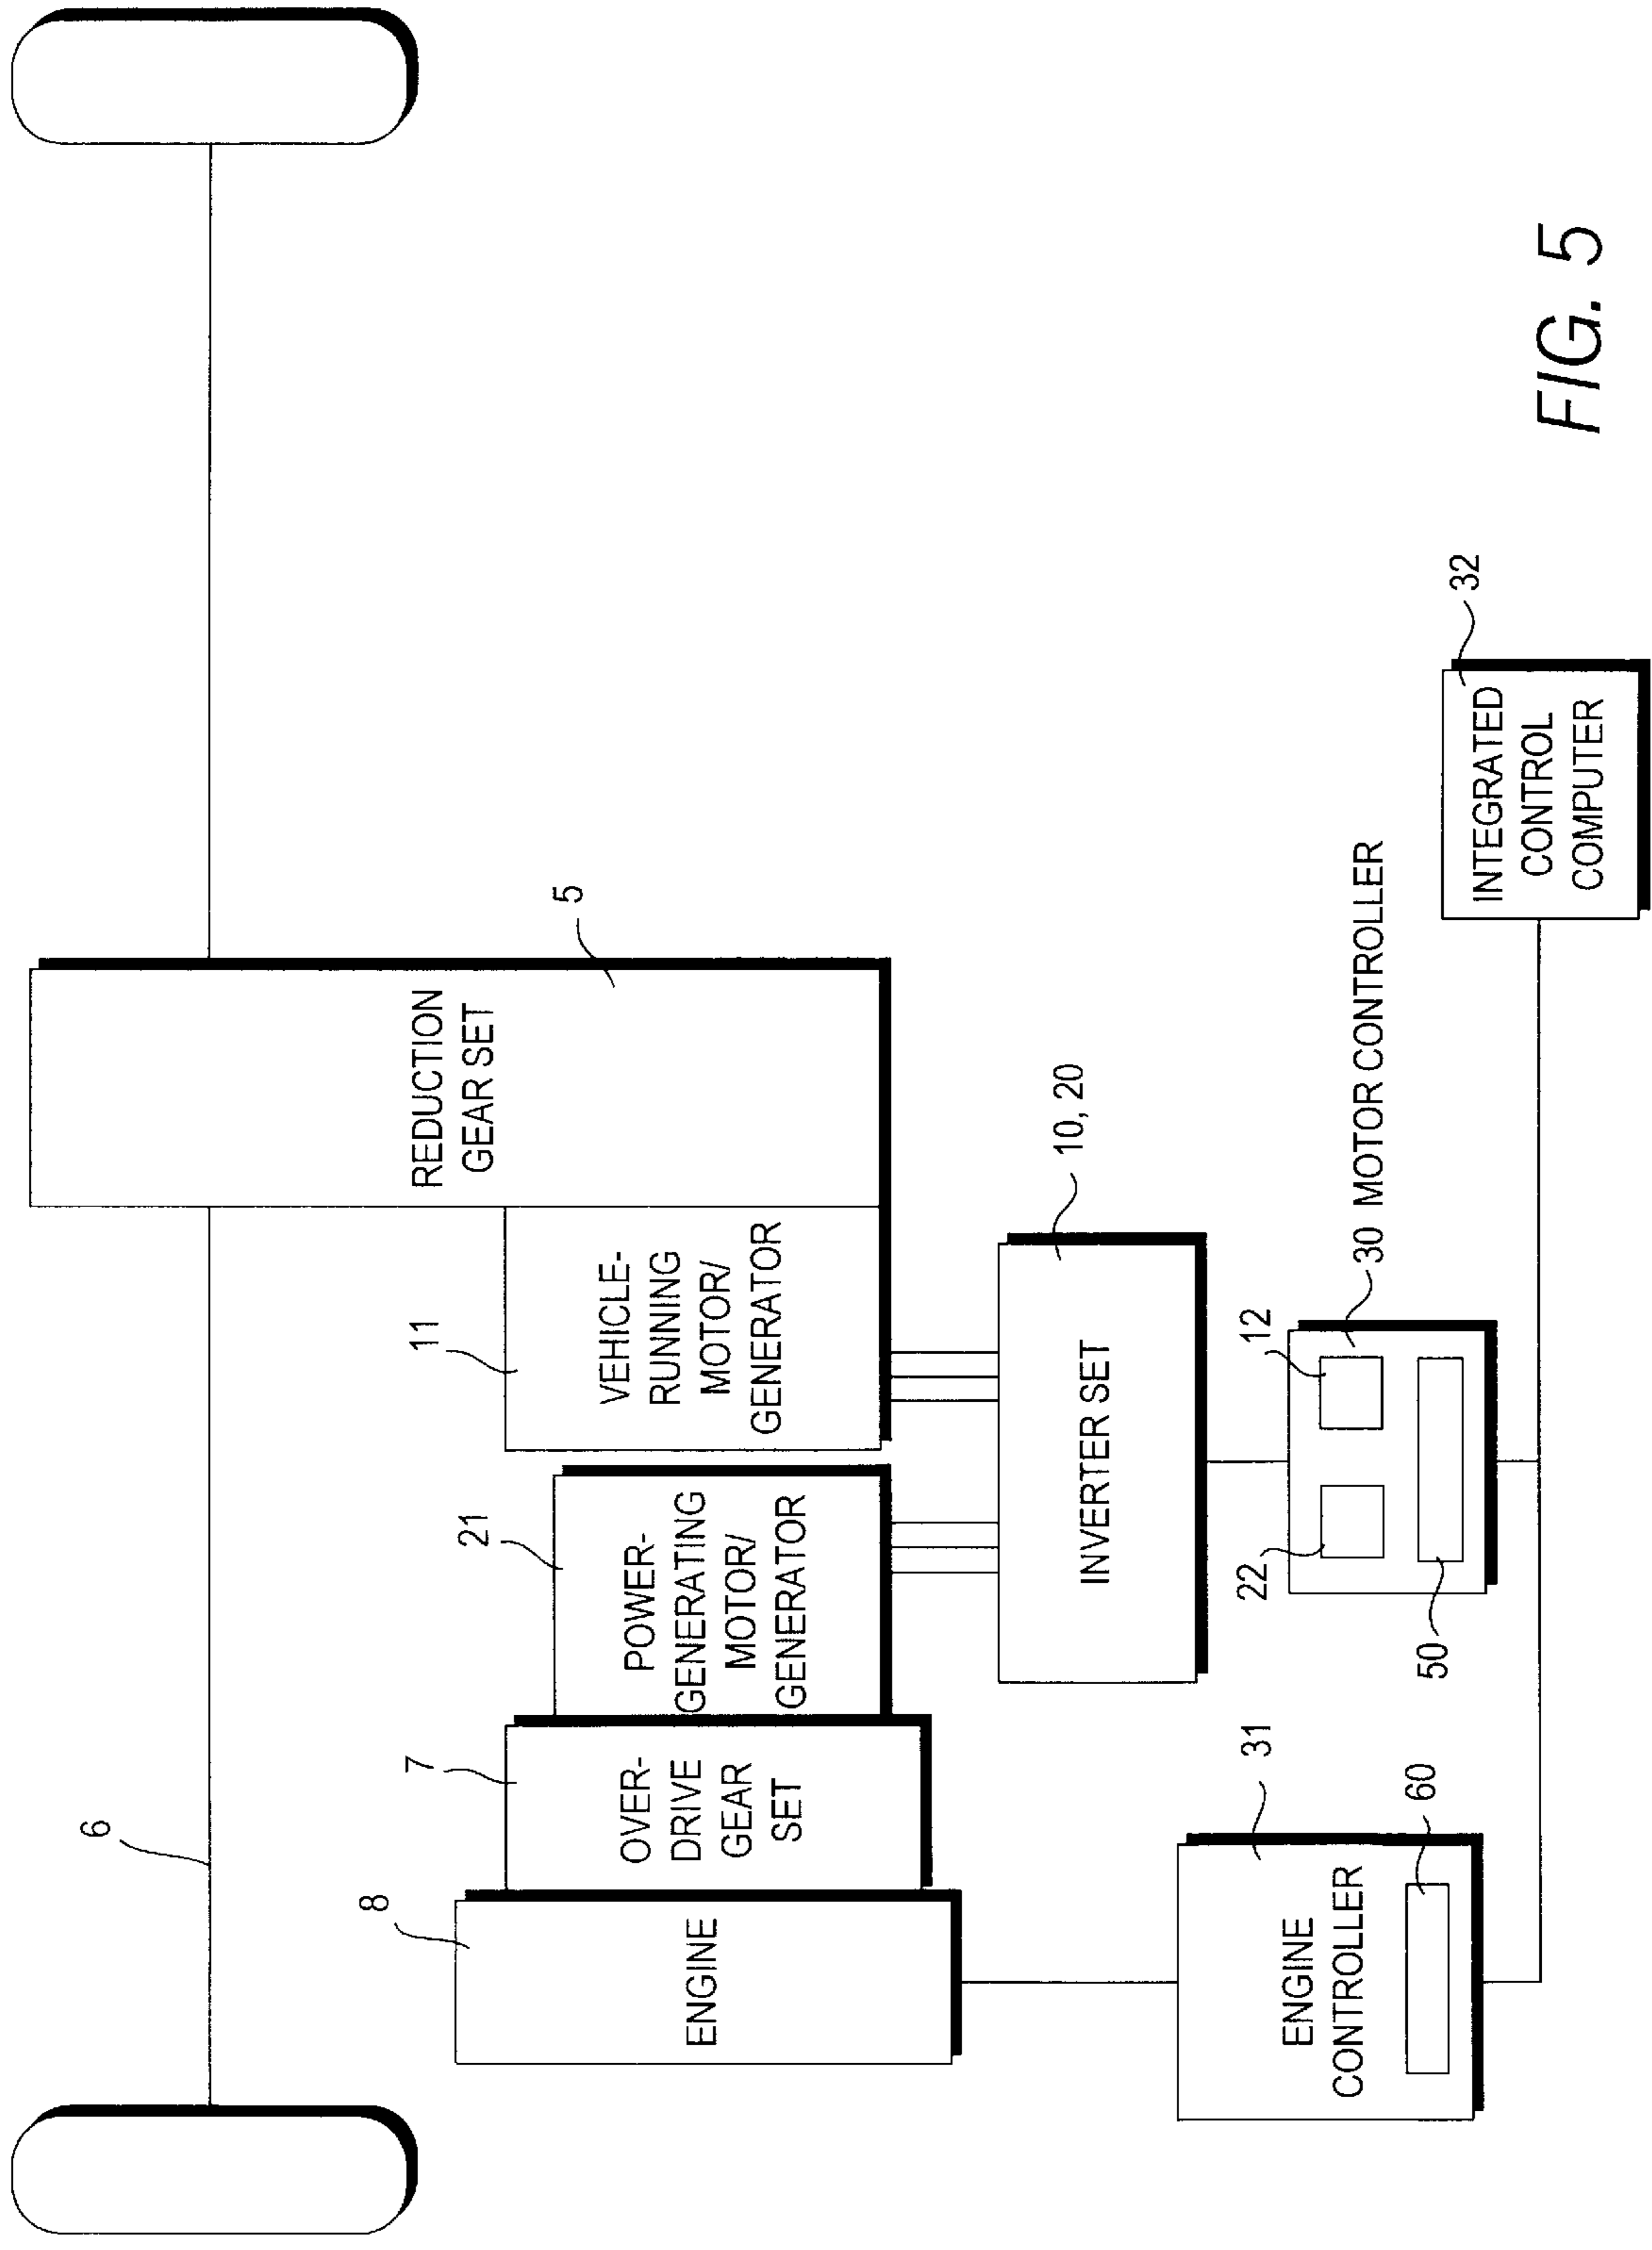 6
REDUCTION
GEAR SET
5
8
ENGINE
7
OVER-
DRIVE
GEAR
SET
21
POWER-
GENERATING
MOTOR/
GENERATOR
11
VEHICLE-
RUNNING
MOTOR/
GENERATOR
INVERTER SET
10, 20
31
ENGINE
CONTROLLER
60
22
12
30 MOTOR CONTROLLER
50
32
INTEGRATED
CONTROL
COMPUTER
FIG. 5